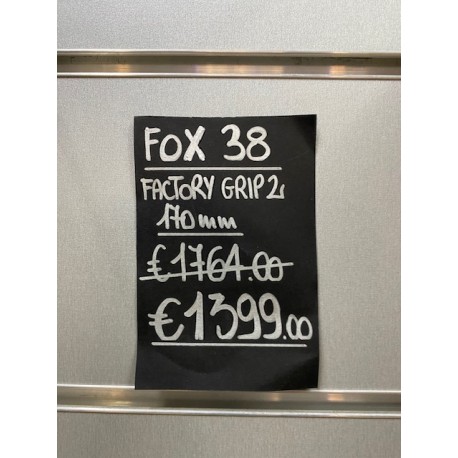 FOX 38
FACTORY GRIP 2
170mm
€1764.00
€1399.00